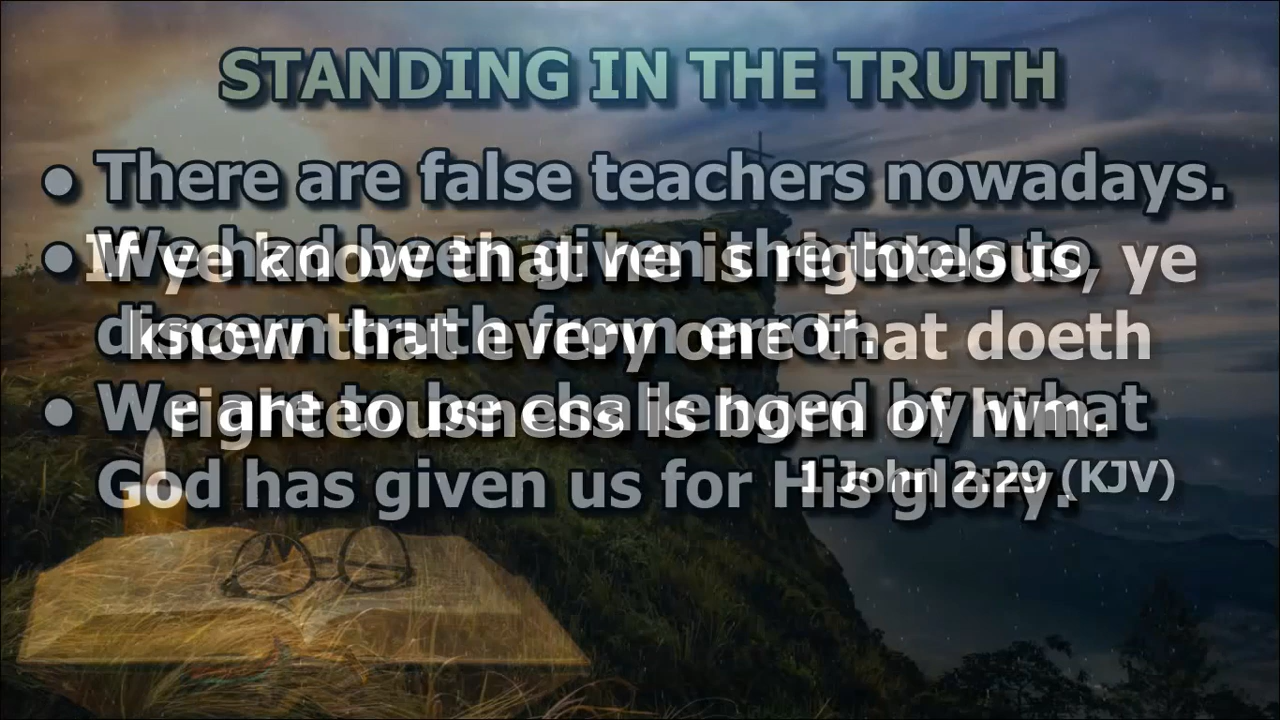 STANDING IN THE TRUTH
• There are false teachers nowadays.
• We had been given the tools to
discern truth from error.
• We are to be challenged by what
God has given us for His glory.
If ye know that he is righteous, ye
know that every one that doeth
righteousness is born of him.
1 John 2:29 (KJV)